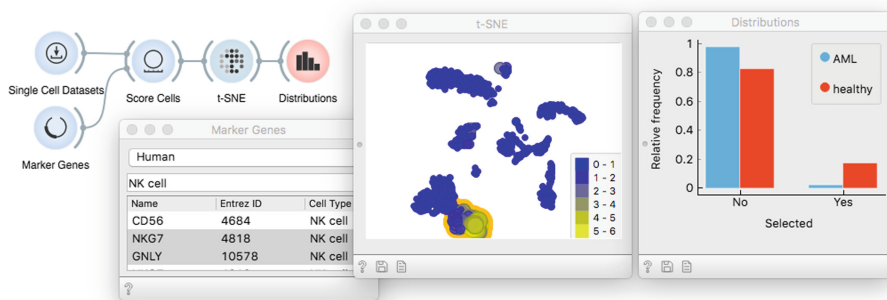 Single Cell Datasets
Score Cells
t-SNE
Distributions
Marker Genes
Marker Genes
Human
NK cell
Name Entrez ID Cell Type
CD56 4684 NK cell
NKG7 4818 NK cell
GNLY 10578 NK cell
t-SNE
0 - 1
1 - 2
2 - 3
3 - 4
4 - 5
5 - 6
Distributions
Relative frequency
1
0.8
0.6
0.4
0.2
0
AML
healthy
No Yes
Selected